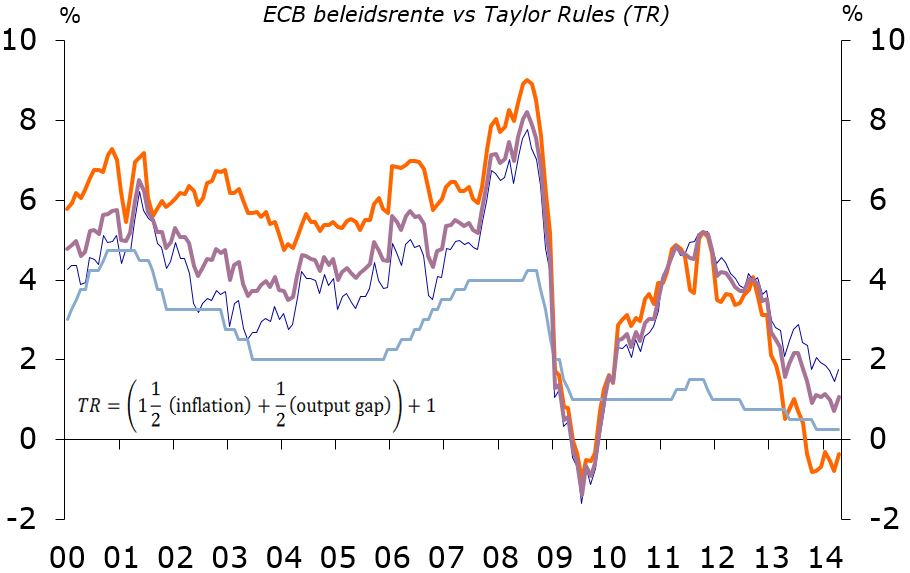 ECB beleidsrente vs Taylor Rules (TR)
% %
10 10
8 8
6 6
4 4
2 2
TR = (1 1/2 (inflation) + 1/2 (output gap)) + 1
0 0
-2 -2
00 01 02 03 04 05 06 07 08 09 10 11 12 13 14